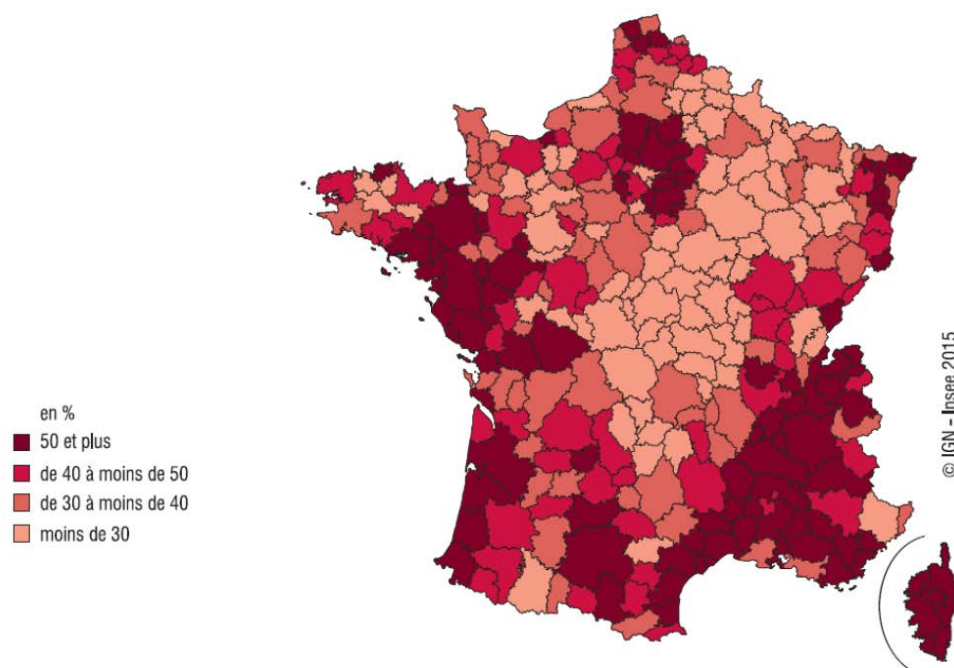 en %
50 et plus
de 40 à moins de 50
de 30 à moins de 40
moins de 30
© IGN - Insee 2015